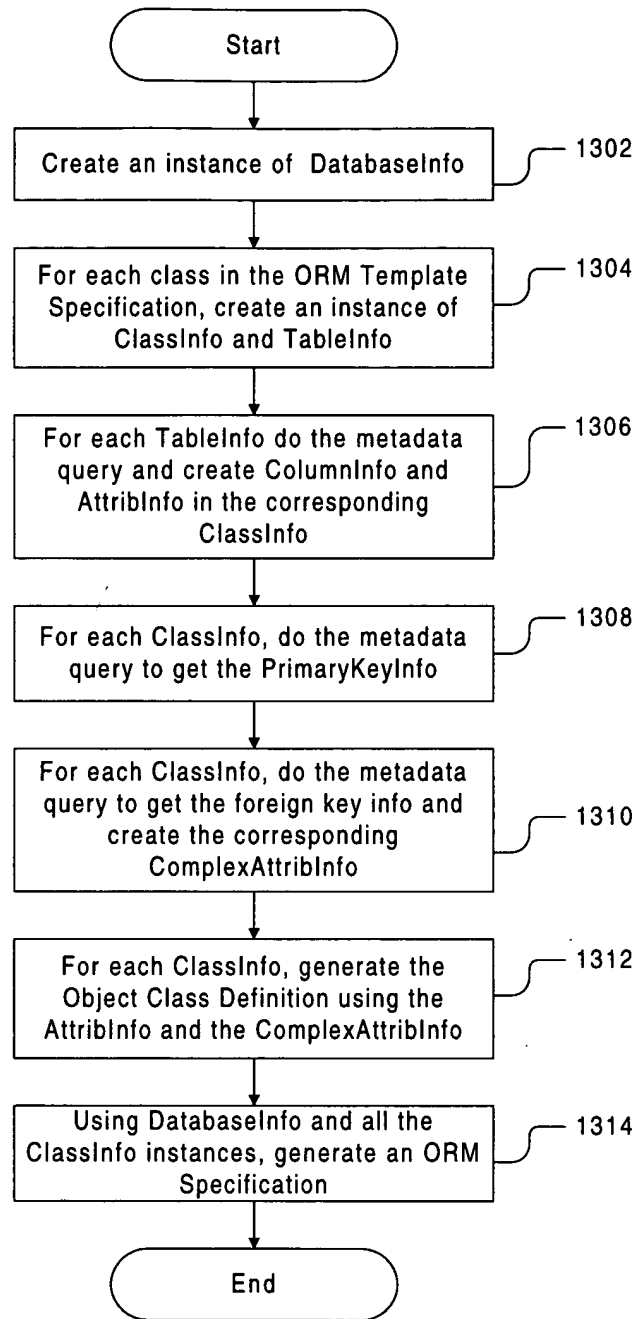 Start
Create an instance of DatabaseInfo
1302
For each class in the ORM Template
Specification, create an instance of
ClassInfo and TableInfo
1304
For each TableInfo do the metadata
query and create ColumnInfo and
AttribInfo in the corresponding
ClassInfo
1306
For each ClassInfo, do the metadata
query to get the PrimaryKeyInfo
1308
For each ClassInfo, do the metadata
query to get the foreign key info and
create the corresponding
ComplexAttribInfo
1310
For each ClassInfo, generate the
Object Class Definition using the
AttribInfo and the ComplexAttribInfo
1312
Using DatabaseInfo and all the
ClassInfo instances, generate an ORM
Specification
1314
End